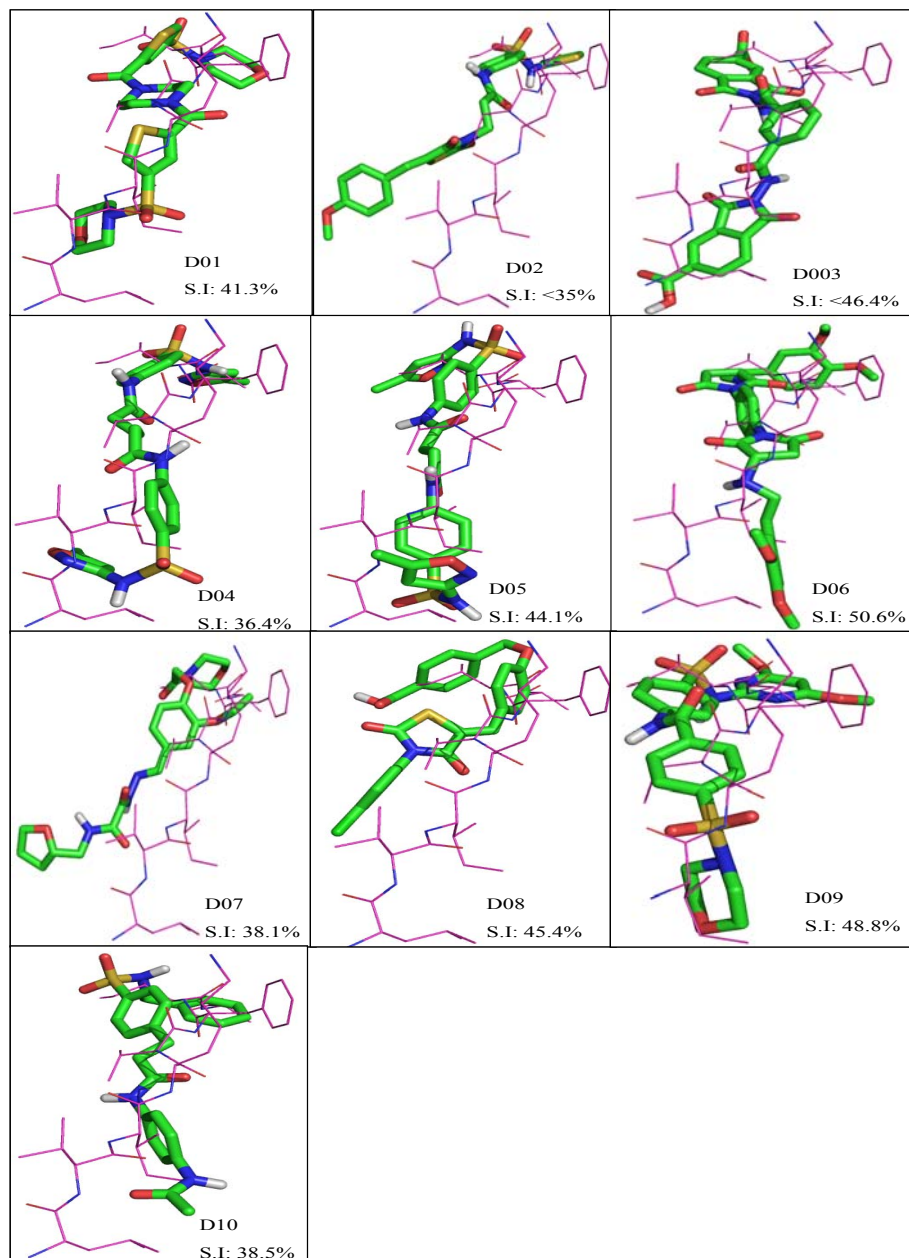 D01
S.I: 41.3%
D02
S.I: <35%
D003
S.I: <46.4%
D04
S.I: 36.4%
D05
S.I: 44.1%
D06
S.I: 50.6%
D07
S.I: 38.1%
D08
S.I: 45.4%
D09
S.I: 48.8%
D10
S.I: 38.5%